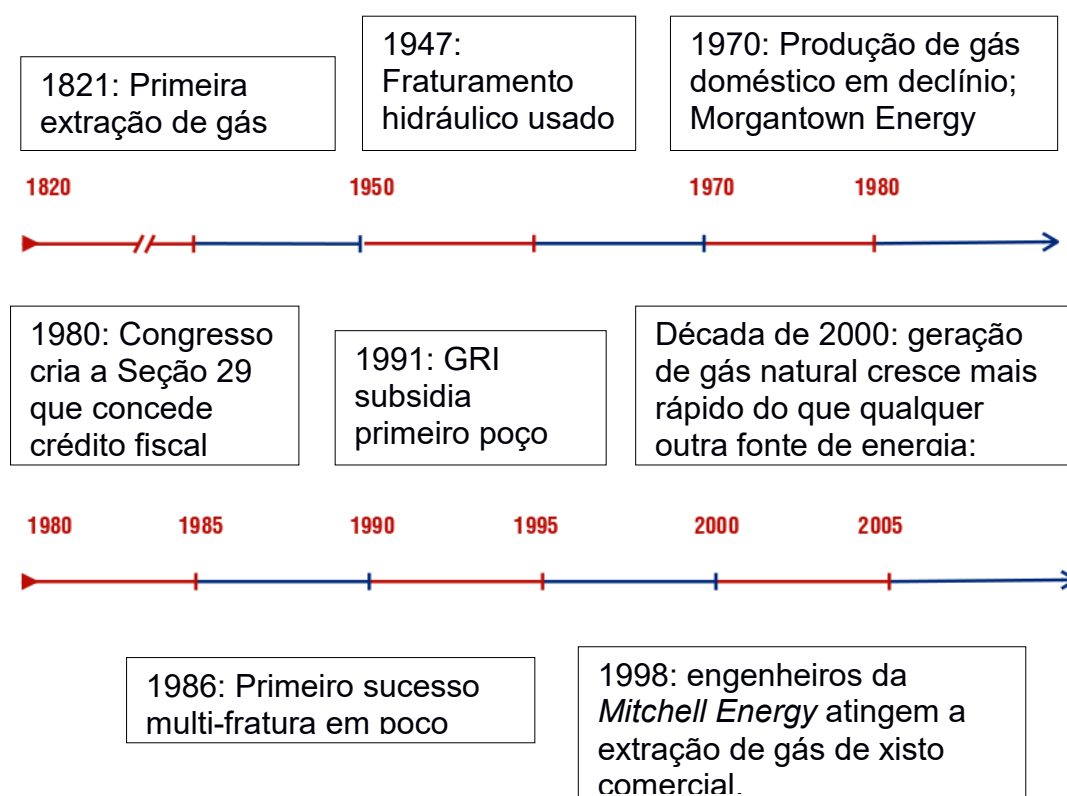 1821: Primeira
extração de gás
1947:
Fraturamento
hidráulico usado
1970: Produção de gás
doméstico em declínio;
Morgantown Energy
1820
1950
1970
1980
1980: Congresso
cria a Seção 29
que concede
crédito fiscal
1991: GRI
subsidia
primeiro poço
Década de 2000: geração
de gás natural cresce mais
rápido do que qualquer
outra fonte de energia:
1980
1985
1990
1995
2000
2005
1986: Primeiro sucesso
multi-fratura em poço
1998: engenheiros da
Mitchell Energy atingem a
extração de gás de xisto
comercial.